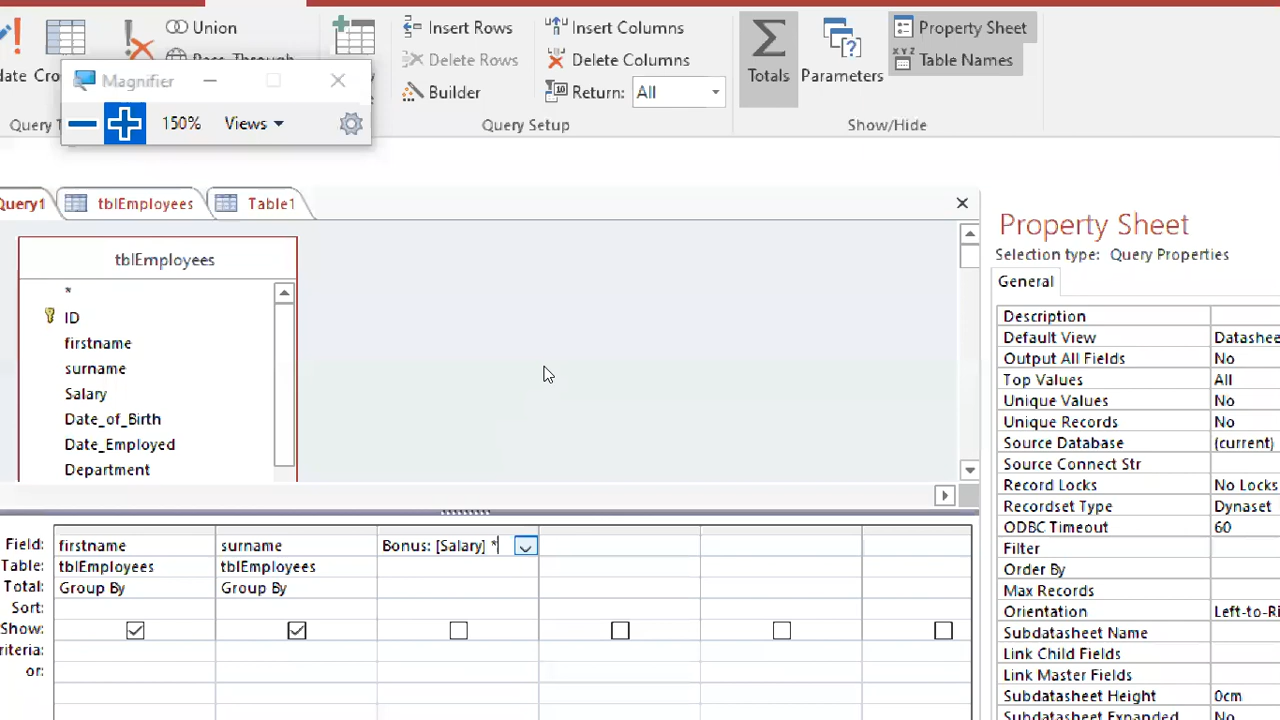 Union
Insert Rows
Insert Columns
Property Sheet
Delete Rows
Delete Columns
Totals
Parameters
XYZ
Table Names
Builder
Return: All
Query Setup
Show/Hide
Magnifier
150%
Views
Query1
tblEmployees
Table1
tblEmployees
*
ID
firstname
surname
Salary
Date_of_Birth
Date_Employed
Department
Property Sheet
Selection type: Query Properties
General
Description
Default View Datashee
Output All Fields No
Top Values All
Unique Values No
Unique Records No
Source Database (current)
Source Connect Str
Record Locks No Locks
Recordset Type Dynaset
ODBC Timeout 60
Filter
Order By
Max Records
Orientation Left-to-Ri
Subdatasheet Name
Link Child Fields
Link Master Fields
Subdatasheet Height 0cm
Subdatasheet Expanded No
Field: firstname surname Bonus: [Salary] *
Table: tblEmployees tblEmployees
Total: Group By Group By
Sort:
Show:
riteria:
or: